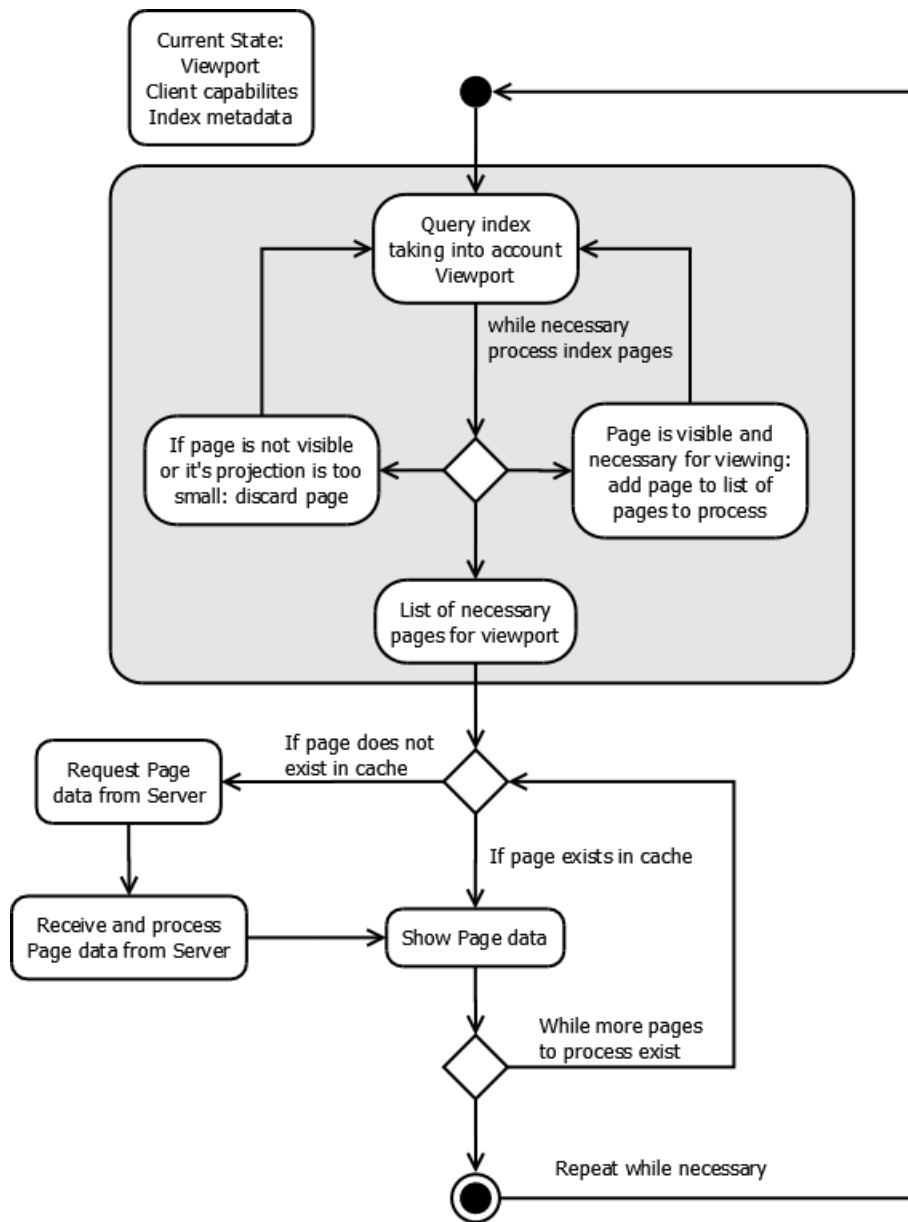 Current State:
Viewport
Client capabilites
Index metadata
Query index
taking into account
Viewport
while necessary
process index pages
If page is not visible
or it's projection is too
small: discard page
Page is visible and
necessary for viewing:
add page to list of
pages to process
List of necessary
pages for viewport
If page does not
exist in cache
Request Page
data from Server
If page exists in cache
Receive and process
Page data from Server
Show Page data
While more pages
to process exist
Repeat while necessary